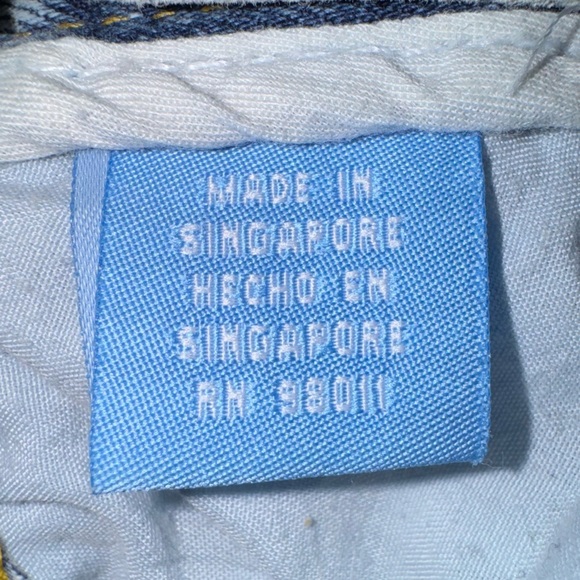 MADE IN
SINGAPORE
HECHO EN
SINGAPORE
RN 98011